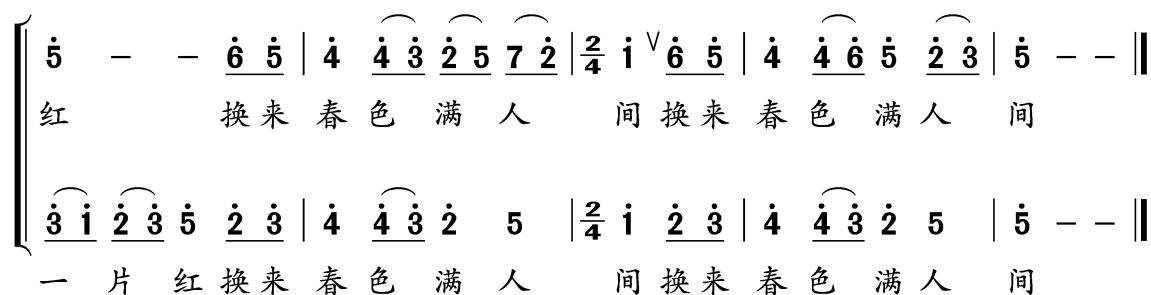 5 - - 6 5 | 4 4 3 2 5 7 2 | 2/4 1 ∨ 6 5 | 4 4 6 5 2 3 | 5 - - ‖
红 换来 春 色 满 人 间 换来 春 色 满 人 间
3 1 2 3 5 2 3 | 4 4 3 2 5 | 2/4 1 2 3 | 4 4 3 2 5 | 5 - - ‖
一 片 红 换来 春 色 满 人 间 换来 春 色 满 人 间